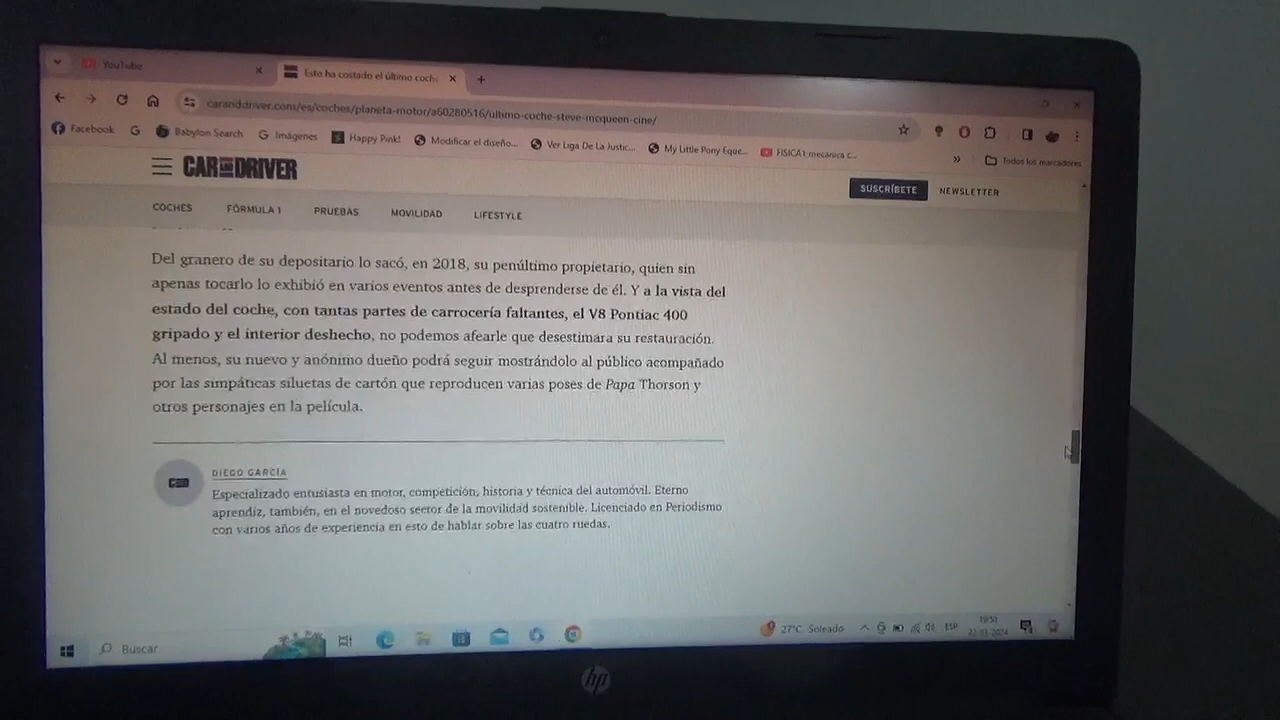 YouTube
Esto ha costado el último coche
caranddriver.com/es/coches/planeta-motor/a60280516/ultimo-coche-steve-mcqueen-cine/
Facebook
Babylon Search
Imágenes
Happy Pink!
Modificar el diseño...
Ver Liga De La Justic...
My Little Pony Eque...
FISICA1:mecánica c...
Todos los marcadores
CAR AND DRIVER
SUSCRÍBETE
NEWSLETTER
COCHES
FÓRMULA 1
PRUEBAS
MOVILIDAD
LIFESTYLE
Del granero de su depositario lo sacó, en 2018, su penúltimo propietario, quien sin
apenas tocarlo lo exhibió en varios eventos antes de desprenderse de él. Y a la vista del
estado del coche, con tantas partes de carrocería faltantes, el V8 Pontiac 400
gripado y el interior deshecho, no podemos afearle que desestimara su restauración.
Al menos, su nuevo y anónimo dueño podrá seguir mostrándolo al público acompañado
por las simpáticas siluetas de cartón que reproducen varias poses de Papa Thorson y
otros personajes en la película.
DIEGO GARCÍA
Especializado entusiasta en motor, competición, historia y técnica del automóvil. Eterno
aprendiz, también, en el novedoso sector de la movilidad sostenible. Licenciado en Periodismo
con varios años de experiencia en esto de hablar sobre las cuatro ruedas.
Buscar
27°C Soleado
ESP
hp